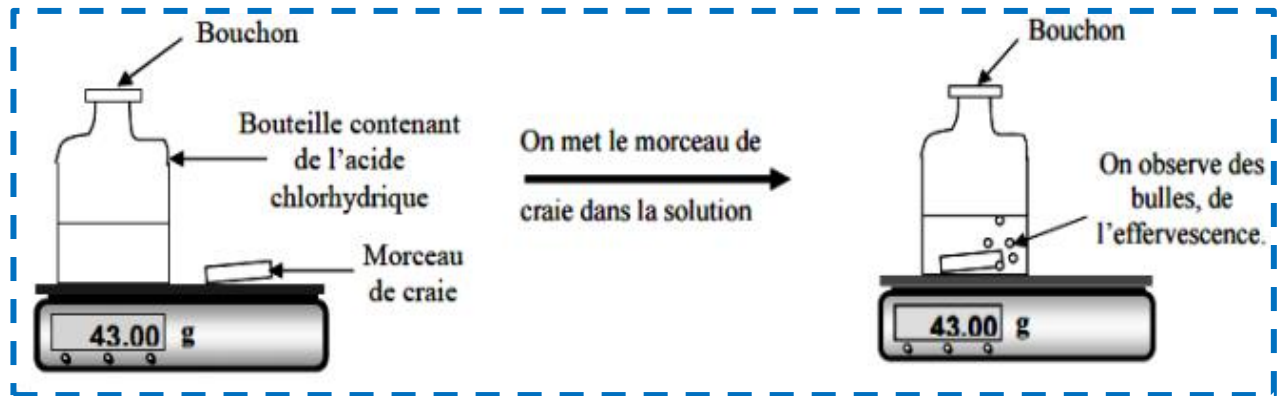 Bouchon
Bouteille contenant
de l'acide
chlorhydrique
Morceau
de craie
43.00 g
On met le morceau de
craie dans la solution
Bouchon
On observe des
bulles, de
l'effervescence.
43.00 g